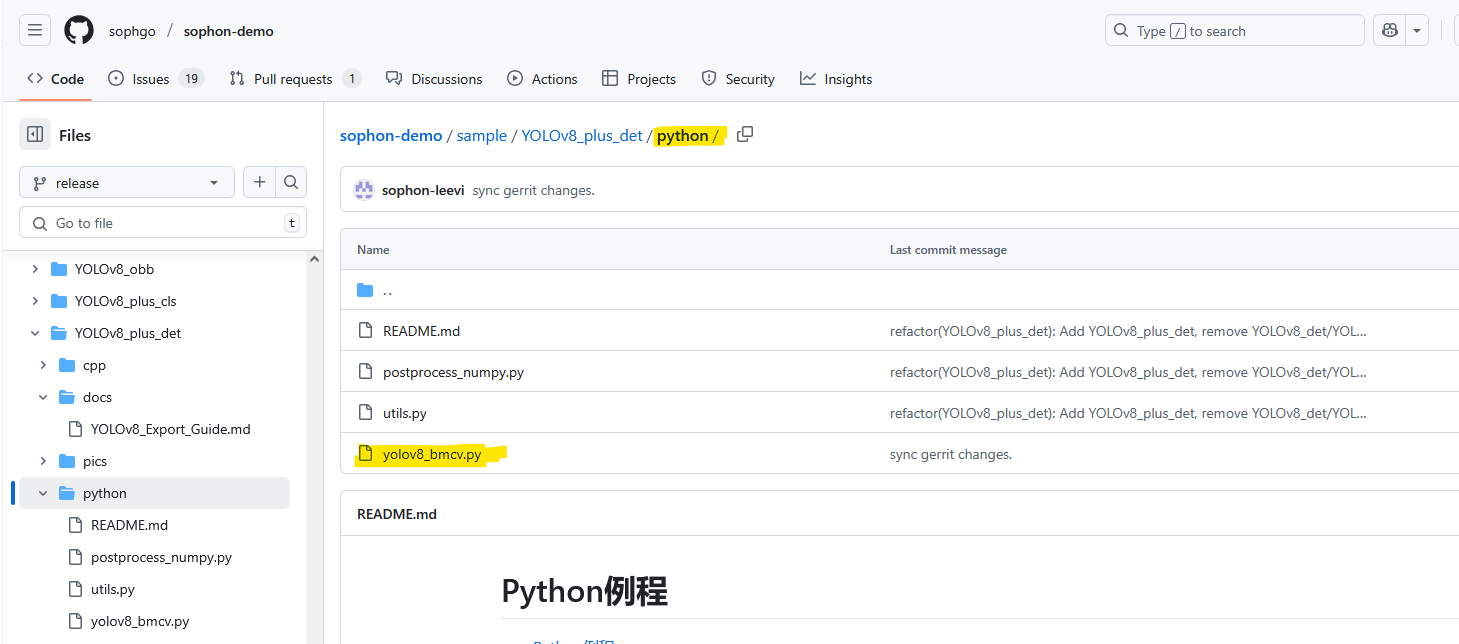 sophgo / sophon-demo
Type / to search
Code Issues 19 Pull requests 1 Discussions Actions Projects Security Insights
Files
release
Go to file t
YOLOv8_obb
YOLOv8_plus_cls
YOLOv8_plus_det
cpp
docs
YOLOv8_Export_Guide.md
pics
python
README.md
postprocess_numpy.py
utils.py
yolov8_bmcv.py
sophon-demo / sample / YOLOv8_plus_det / python /
sophon-leevi sync gerrit changes.
Name Last commit message
..
README.md refactor(YOLOv8_plus_det): Add YOLOv8_plus_det, remove YOLOv8_det/YOL...
postprocess_numpy.py refactor(YOLOv8_plus_det): Add YOLOv8_plus_det, remove YOLOv8_det/YOL...
utils.py refactor(YOLOv8_plus_det): Add YOLOv8_plus_det, remove YOLOv8_det/YOL...
yolov8_bmcv.py sync gerrit changes.
README.md
Python例程